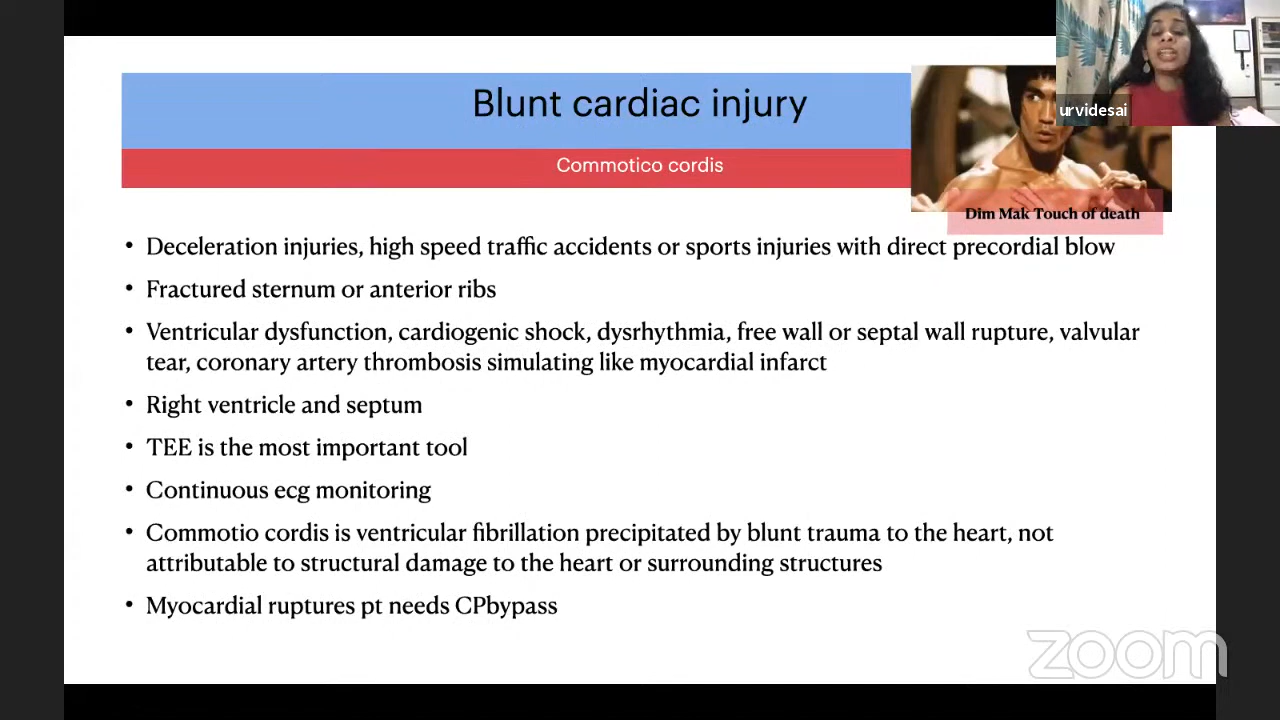 Blunt cardiac injury
Commotico cordis
urvidesai
Dim Mak Touch of death
• Deceleration injuries, high speed traffic accidents or sports injuries with direct precordial blow
• Fractured sternum or anterior ribs
• Ventricular dysfunction, cardiogenic shock, dysrhythmia, free wall or septal wall rupture, valvular
tear, coronary artery thrombosis simulating like myocardial infarct
• Right ventricle and septum
• TEE is the most important tool
• Continuous ecg monitoring
• Commotio cordis is ventricular fibrillation precipitated by blunt trauma to the heart, not
attributable to structural damage to the heart or surrounding structures
• Myocardial ruptures pt needs CPbypass
zoom